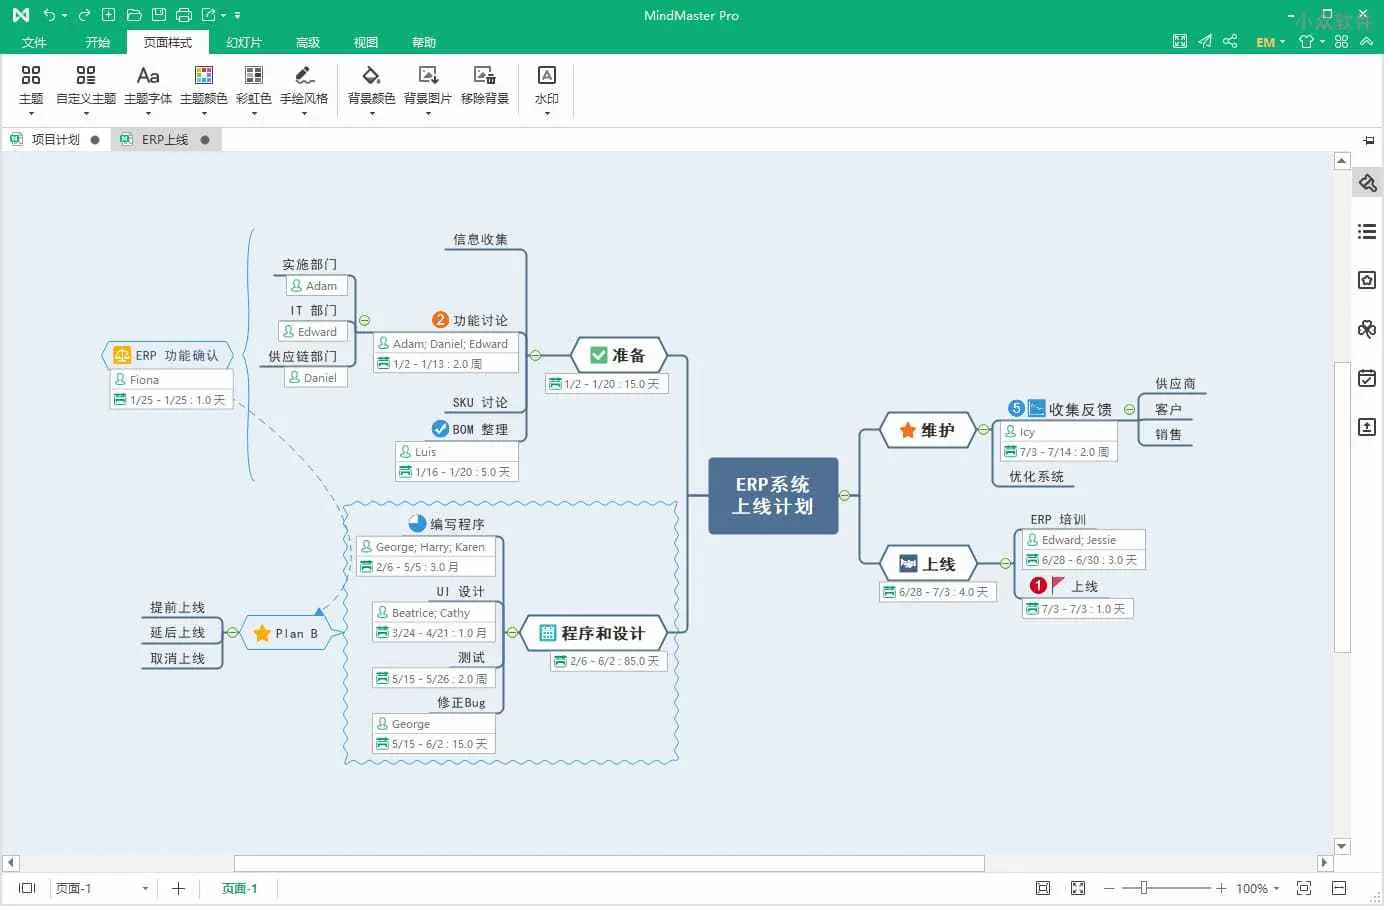 MindMaster Pro
小众软件
文件 开始 页面样式 幻灯片 高级 视图 帮助
EM
主题 自定义主题 主题字体 主题颜色 彩虹色 手绘风格 背景颜色 背景图片 移除背景 水印
项目计划 ERP上线
信息收集
实施部门
Adam
IT 部门
Edward
供应链部门
Daniel
2 功能讨论
Adam; Daniel; Edward
1/2 - 1/13 : 2.0 周
SKU 讨论
BOM 整理
Luis
1/16 - 1/20 : 5.0 天
准备
1/2 - 1/20 : 15.0 天
ERP 功能确认
Fiona
1/25 - 1/25 : 1.0 天
编写程序
George; Harry; Karen
2/6 - 5/5 : 3.0 月
UI 设计
Beatrice; Cathy
3/24 - 4/21 : 1.0 月
测试
5/15 - 5/26 : 2.0 周
修正Bug
George
5/15 - 6/2 : 15.0 天
程序和设计
2/6 - 6/2 : 85.0 天
提前上线
延后上线
取消上线
Plan B
ERP系统
上线计划
维护
5 收集反馈
Icy
7/3 - 7/14 : 2.0 周
供应商
客户
销售
优化系统
上线
6/28 - 7/3 : 4.0 天
ERP 培训
Edward; Jessie
6/28 - 6/30 : 3.0 天
1 上线
7/3 - 7/3 : 1.0 天
页面-1 页面-1 100%